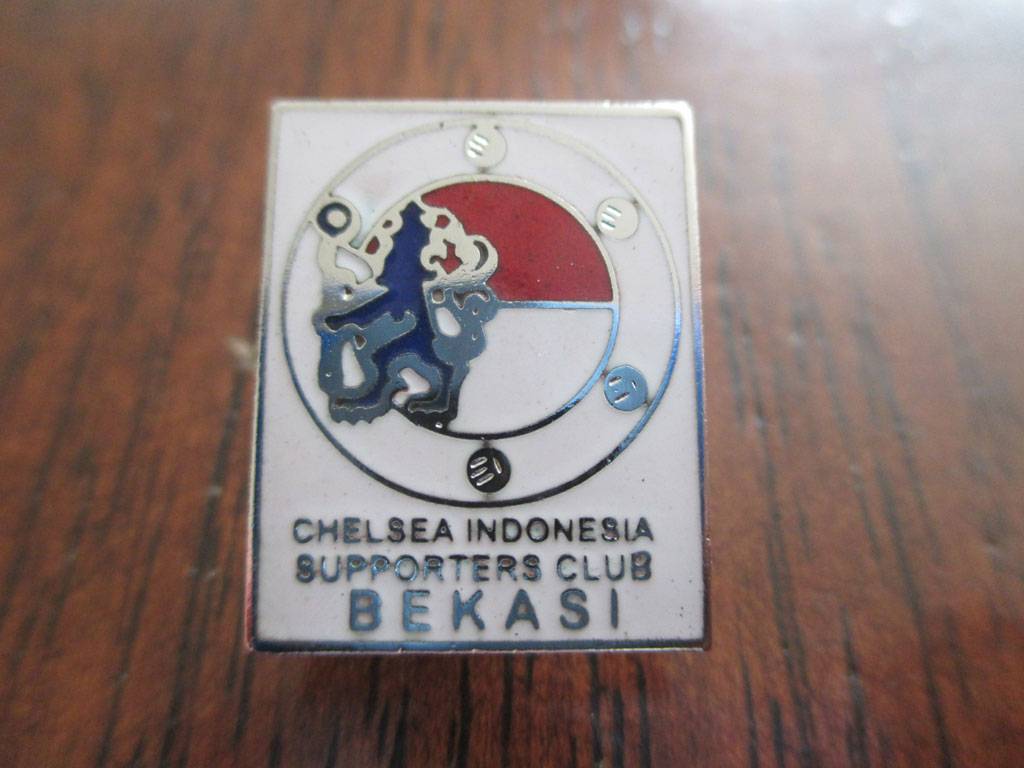 CHELSEA INDONESIA
SUPPORTERS CLUB
BEKASI